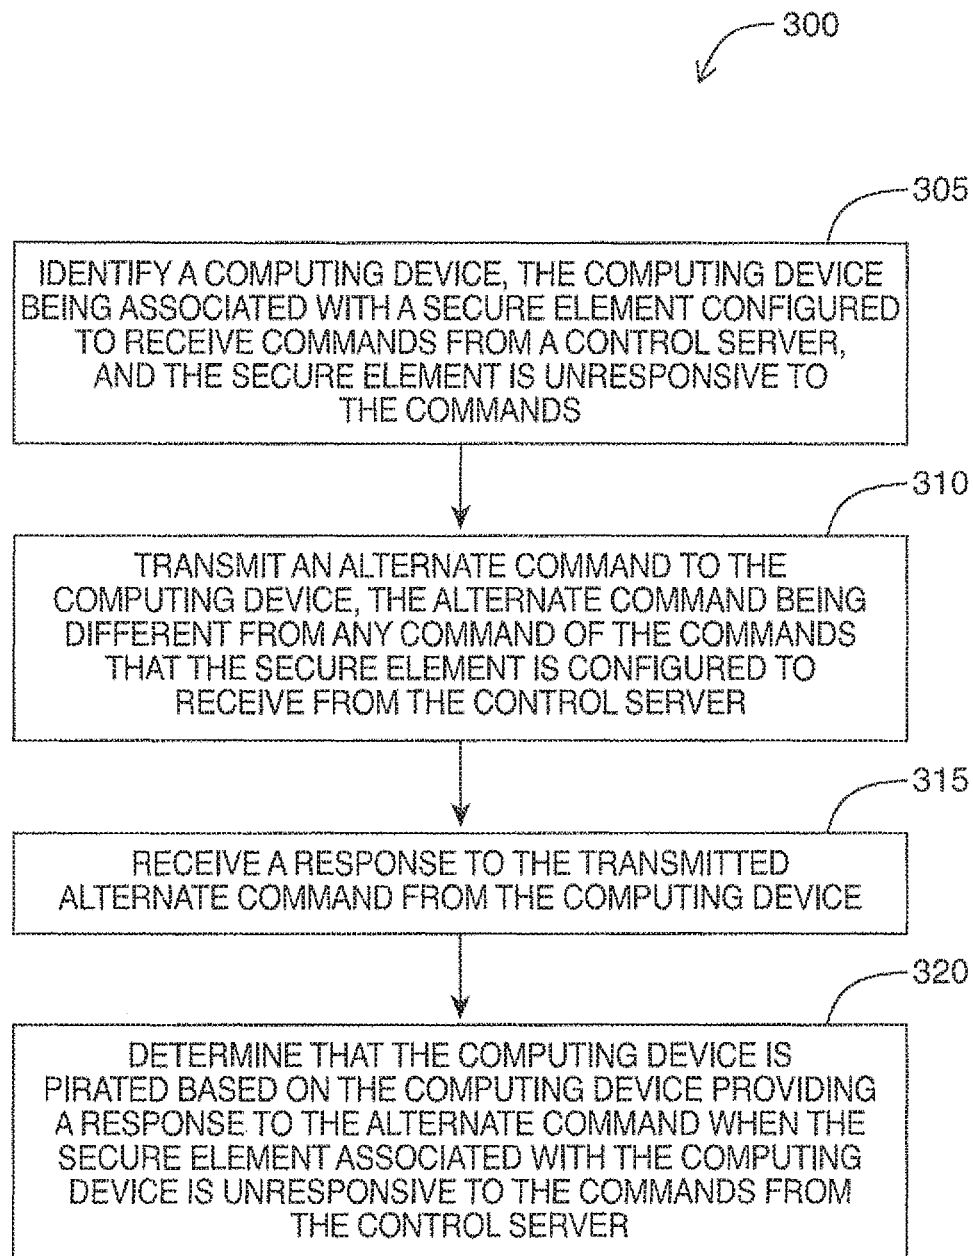 300
305
IDENTIFY A COMPUTING DEVICE, THE COMPUTING DEVICE
BEING ASSOCIATED WITH A SECURE ELEMENT CONFIGURED
TO RECEIVE COMMANDS FROM A CONTROL SERVER,
AND THE SECURE ELEMENT IS UNRESPONSIVE TO
THE COMMANDS
310
TRANSMIT AN ALTERNATE COMMAND TO THE
COMPUTING DEVICE, THE ALTERNATE COMMAND BEING
DIFFERENT FROM ANY COMMAND OF THE COMMANDS
THAT THE SECURE ELEMENT IS CONFIGURED TO
RECEIVE FROM THE CONTROL SERVER
315
RECEIVE A RESPONSE TO THE TRANSMITTED
ALTERNATE COMMAND FROM THE COMPUTING DEVICE
320
DETERMINE THAT THE COMPUTING DEVICE IS
PIRATED BASED ON THE COMPUTING DEVICE PROVIDING
A RESPONSE TO THE ALTERNATE COMMAND WHEN THE
SECURE ELEMENT ASSOCIATED WITH THE COMPUTING
DEVICE IS UNRESPONSIVE TO THE COMMANDS FROM
THE CONTROL SERVER